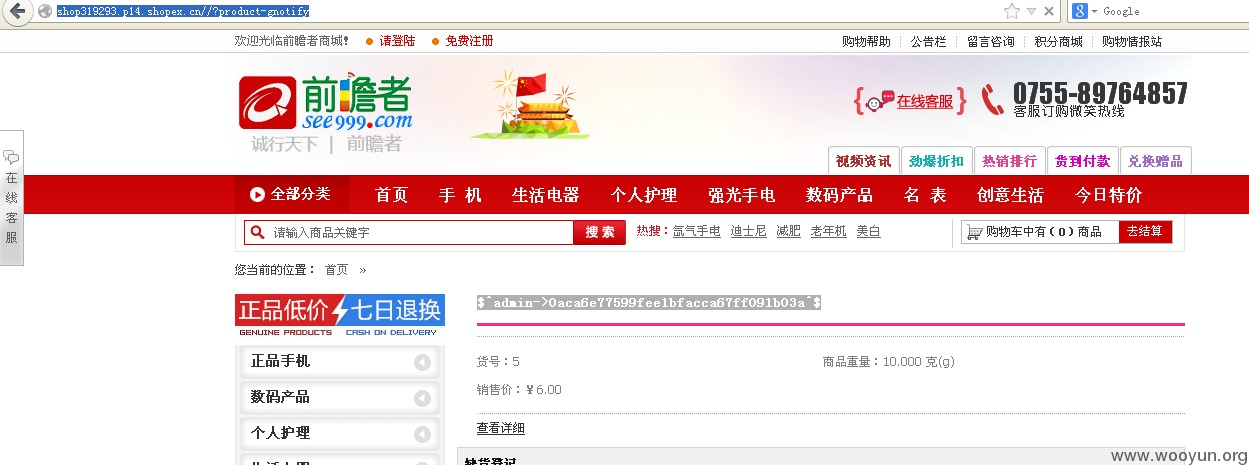 shop319293.p14.shopex.cn//?product-gnotify
Google
欢迎光临前瞻者商城! 请登陆 免费注册
购物帮助 公告栏 留言咨询 积分商城 购物情报站
前瞻者
see999.com
诚行天下 | 前瞻者
{ 在线客服 }
0755-89764857
客服订购微笑热线
视频资讯 劲爆折扣 热销排行 货到付款 兑换赠品
在线客服
全部分类 首页 手 机 生活电器 个人护理 强光手电 数码产品 名 表 创意生活 今日特价
请输入商品关键字 搜 索 热搜：氙气手电 迪士尼 减肥 老年机 美白
购物车中有 ( 0 ) 商品 去结算
您当前的位置： 首页 »
正品低价 七日退换
GENUINE PRODUCTS CASH ON DELIVERY
$^admin->0aca6e77599fee1bfacca67ff091b03a^$
正品手机
货号：5 商品重量：10.000 克(g)
数码产品
销售价：￥6.00
查看详细
个人护理
生活电器
缺货登记
www.wooyun.org